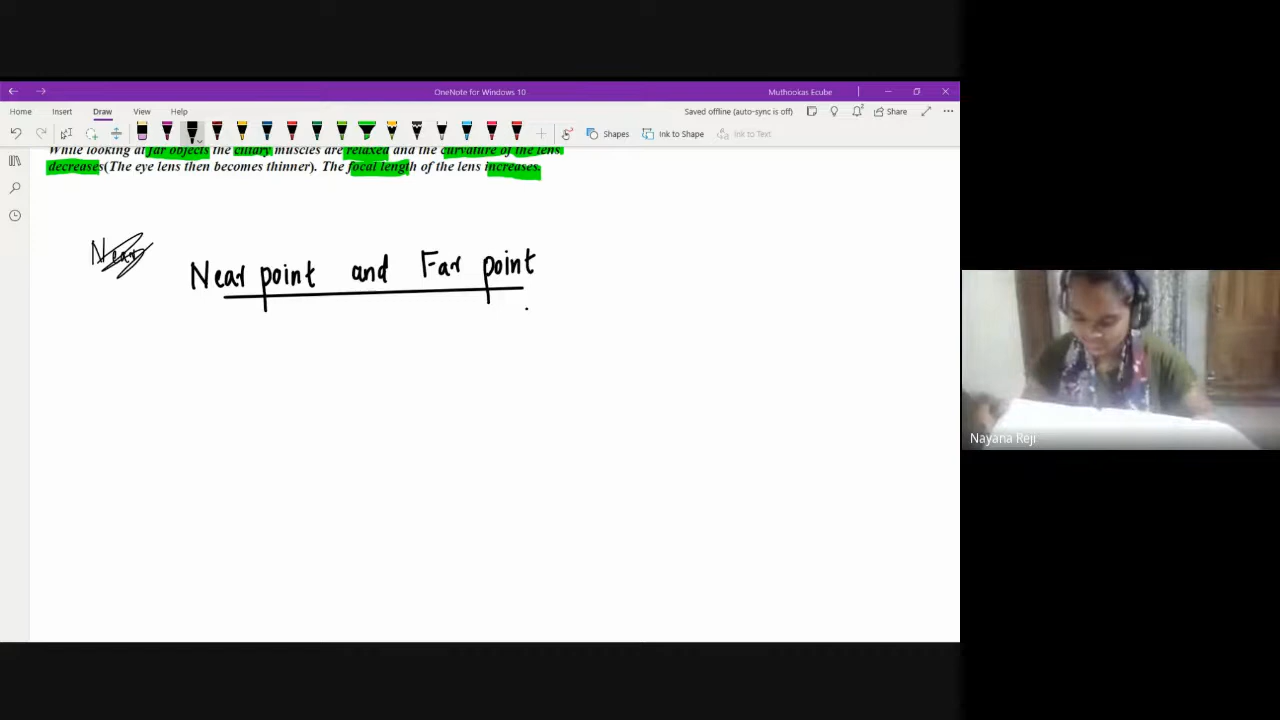 OneNote for Windows 10
Muthookas Ecube
Home Insert Draw View Help
Saved offline (auto-sync is off)
Share
Shapes Ink to Shape Ink to Text
While looking at far objects the ciliary muscles are relaxed and the curvature of the lens
decreases(The eye lens then becomes thinner). The focal length of the lens increases.
Near
Near point and Far point
Nayana Reji